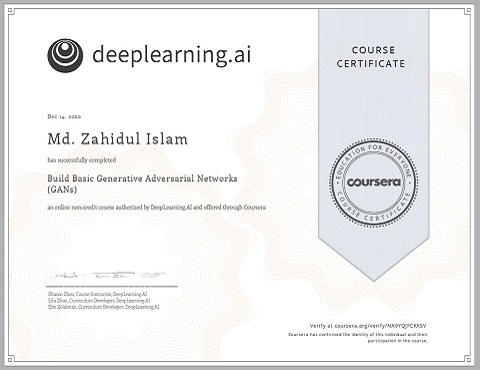 deeplearning.ai
COURSE
CERTIFICATE
Dec 14, 2020
Md. Zahidul Islam
has successfully completed
Build Basic Generative Adversarial Networks
(GANs)
an online non-credit course authorized by DeepLearning.AI and offered through Coursera
EDUCATION FOR EVERYONE
coursera
COURSE CERTIFICATE
Sharon Zhou, Course Instructor, DeepLearning.AI
Eda Zhou, Curriculum Developer, DeepLearning.AI
Eric Zelikman, Curriculum Developer, DeepLearning.AI
Verify at coursera.org/verify/
Coursera has confirmed the identity of this individual and their
participation in the course.